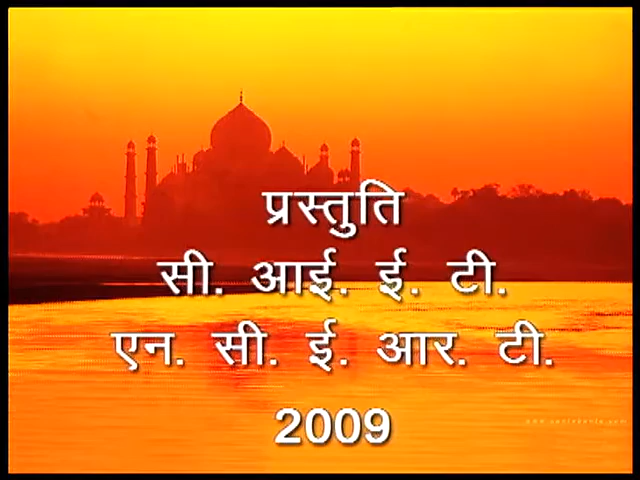 प्रस्तुति
सी. आई. ई. टी.
एन. सी. ई. आर. टी.
2009